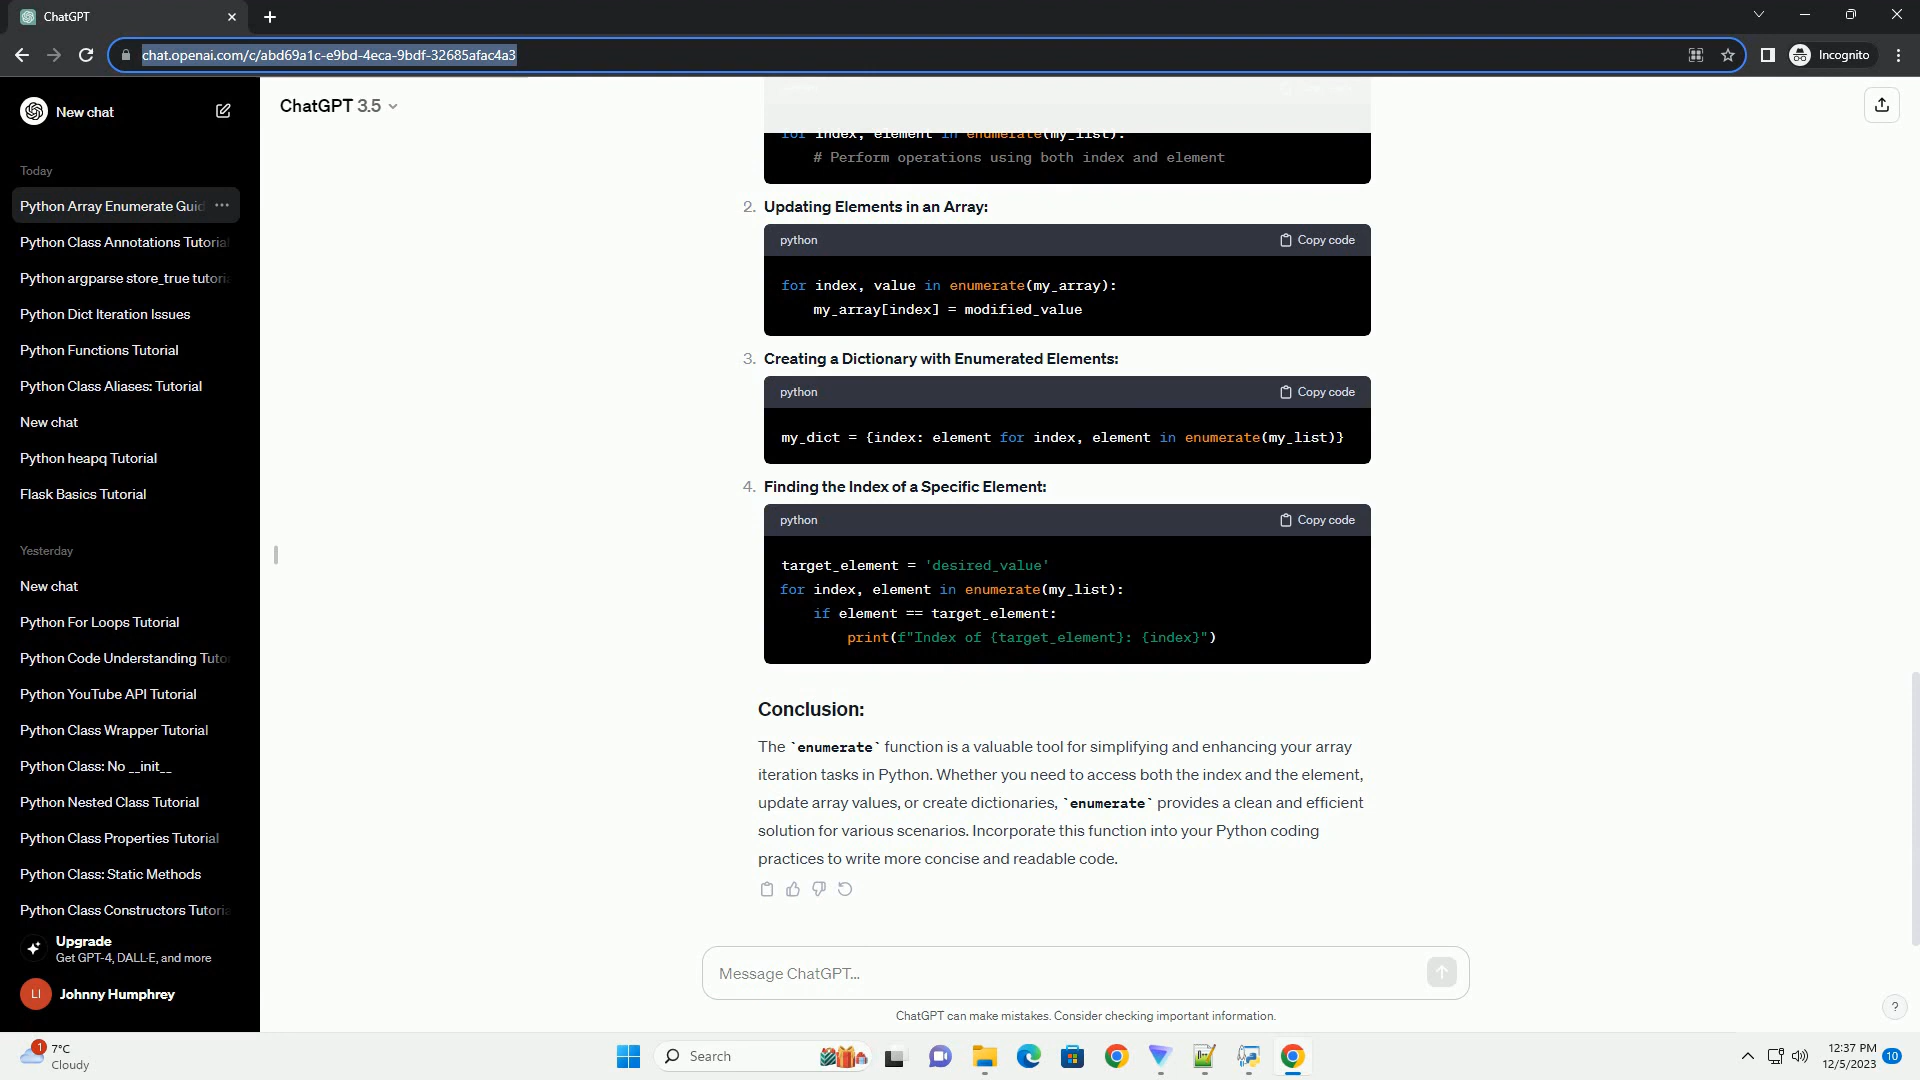 ChatGPT
chat.openai.com/c/abd69a1c-e9bd-4eca-9bdf-32685afac4a3
Incognito
New chat
Today
Python Array Enumerate Guid
Python Class Annotations Tutorial
Python argparse store_true tutori
Python Dict Iteration Issues
Python Functions Tutorial
Python Class Aliases: Tutorial
New chat
Python heapq Tutorial
Flask Basics Tutorial
Yesterday
New chat
Python For Loops Tutorial
Python Code Understanding Tuto
Python YouTube API Tutorial
Python Class Wrapper Tutorial
Python Class: No __init__
Python Nested Class Tutorial
Python Class Properties Tutorial
Python Class: Static Methods
Python Class Constructors Tutoria
Upgrade
Get GPT-4, DALL·E, and more
LI Johnny Humphrey
ChatGPT 3.5
for index, element in enumerate(my_list):
# Perform operations using both index and element
2. Updating Elements in an Array:
python Copy code
for index, value in enumerate(my_array):
my_array[index] = modified_value
3. Creating a Dictionary with Enumerated Elements:
python Copy code
my_dict = {index: element for index, element in enumerate(my_list)}
4. Finding the Index of a Specific Element:
python Copy code
target_element = 'desired_value'
for index, element in enumerate(my_list):
if element == target_element:
print(f"Index of {target_element}: {index}")
Conclusion:
The `enumerate` function is a valuable tool for simplifying and enhancing your array
iteration tasks in Python. Whether you need to access both the index and the element,
update array values, or create dictionaries, `enumerate` provides a clean and efficient
solution for various scenarios. Incorporate this function into your Python coding
practices to write more concise and readable code.
Message ChatGPT...
ChatGPT can make mistakes. Consider checking important information.
?
1 7°C
Cloudy
Search
12:37 PM
12/5/2023
10